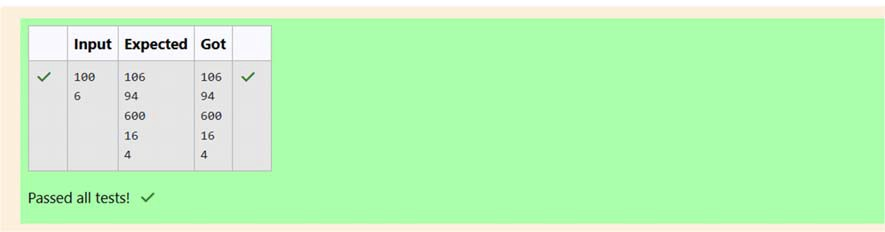 Input Expected Got
100 106 106
6 94 94
600 600
16 16
4 4
Passed all tests!